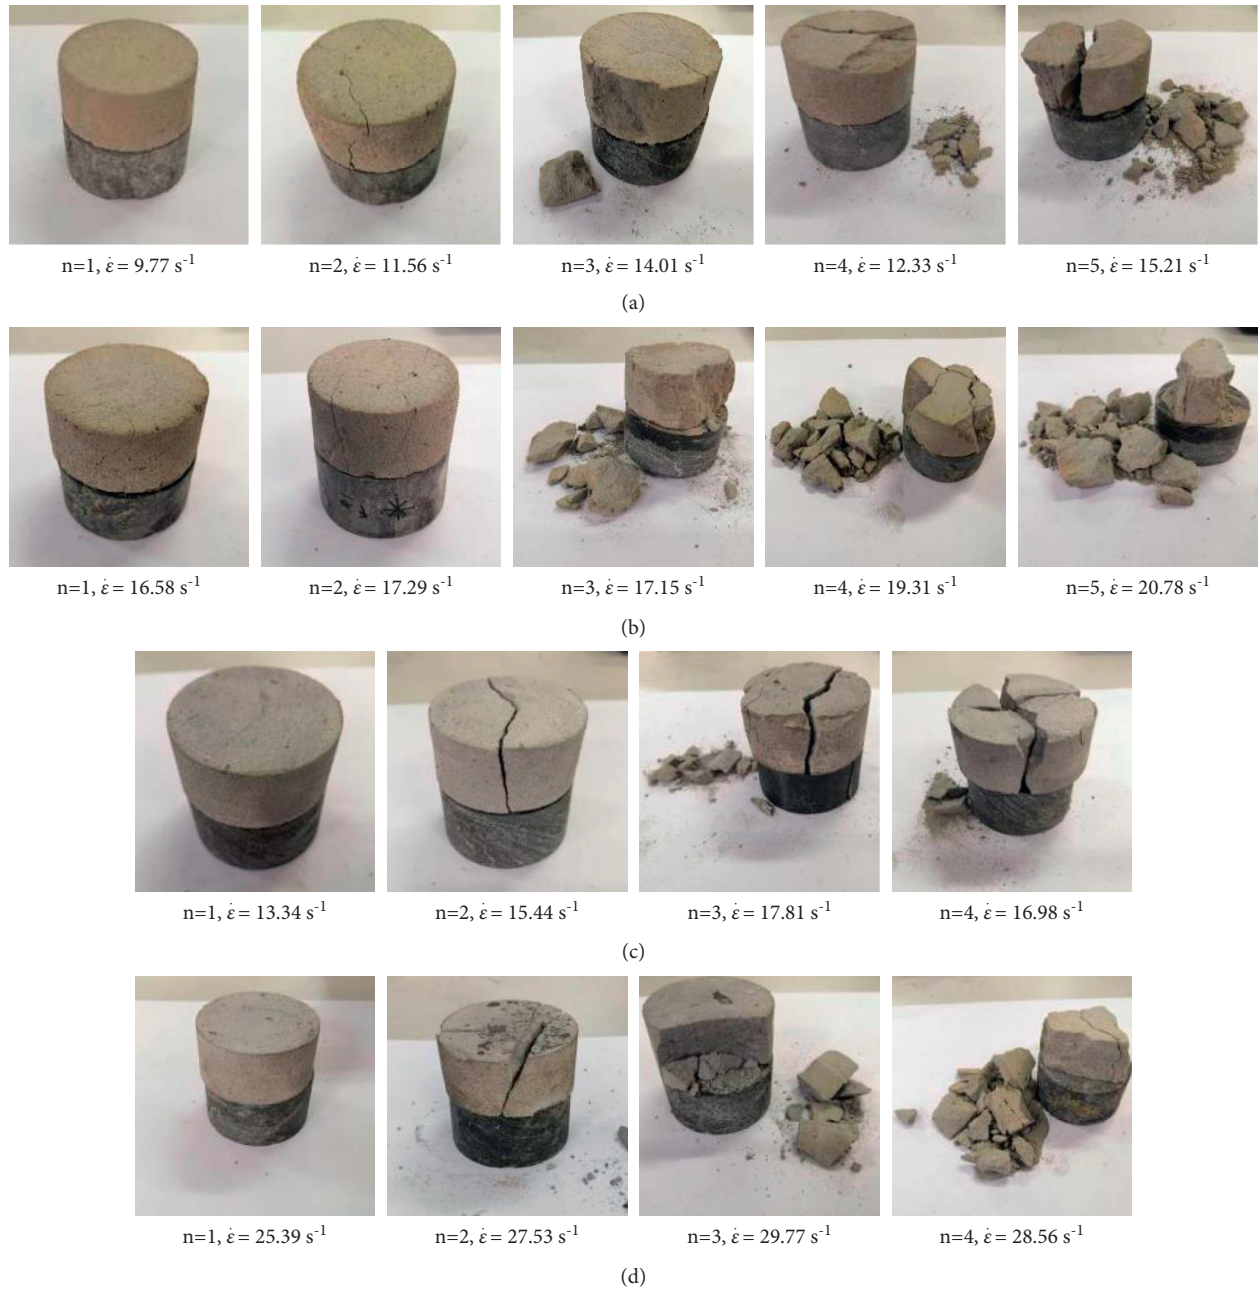 n=1, ε̇ = 9.77 s⁻¹
n=2, ε̇ = 11.56 s⁻¹
n=3, ε̇ = 14.01 s⁻¹
n=4, ε̇ = 12.33 s⁻¹
n=5, ε̇ = 15.21 s⁻¹
(a)
n=1, ε̇ = 16.58 s⁻¹
n=2, ε̇ = 17.29 s⁻¹
n=3, ε̇ = 17.15 s⁻¹
n=4, ε̇ = 19.31 s⁻¹
n=5, ε̇ = 20.78 s⁻¹
(b)
n=1, ε̇ = 13.34 s⁻¹
n=2, ε̇ = 15.44 s⁻¹
n=3, ε̇ = 17.81 s⁻¹
n=4, ε̇ = 16.98 s⁻¹
(c)
n=1, ε̇ = 25.39 s⁻¹
n=2, ε̇ = 27.53 s⁻¹
n=3, ε̇ = 29.77 s⁻¹
n=4, ε̇ = 28.56 s⁻¹
(d)